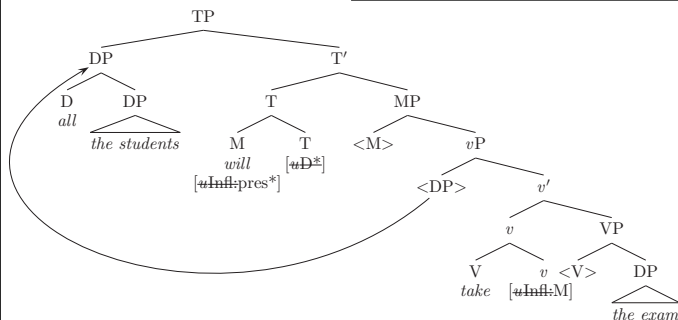 TP
DP T′
D DP T MP
all the students M T <M> vP
will [uD*] <DP> v′
[uInfl:pres*]
v VP
V v <V> DP
take [uInfl:M]
the exam